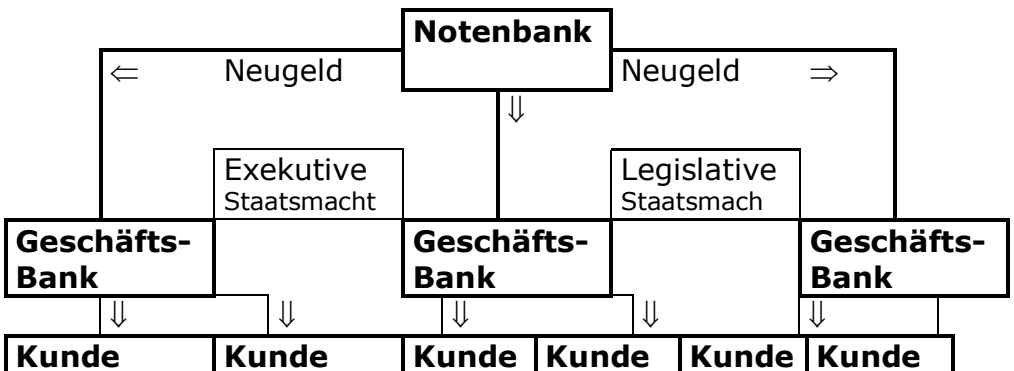 Notenbank
⇐ Neugeld Neugeld ⇒
⇓
Exekutive Legislative
Staatsmacht Staatsmach
Geschäfts- Geschäfts- Geschäfts-
Bank Bank Bank
⇓ ⇓ ⇓ ⇓ ⇓
Kunde Kunde Kunde Kunde Kunde Kunde